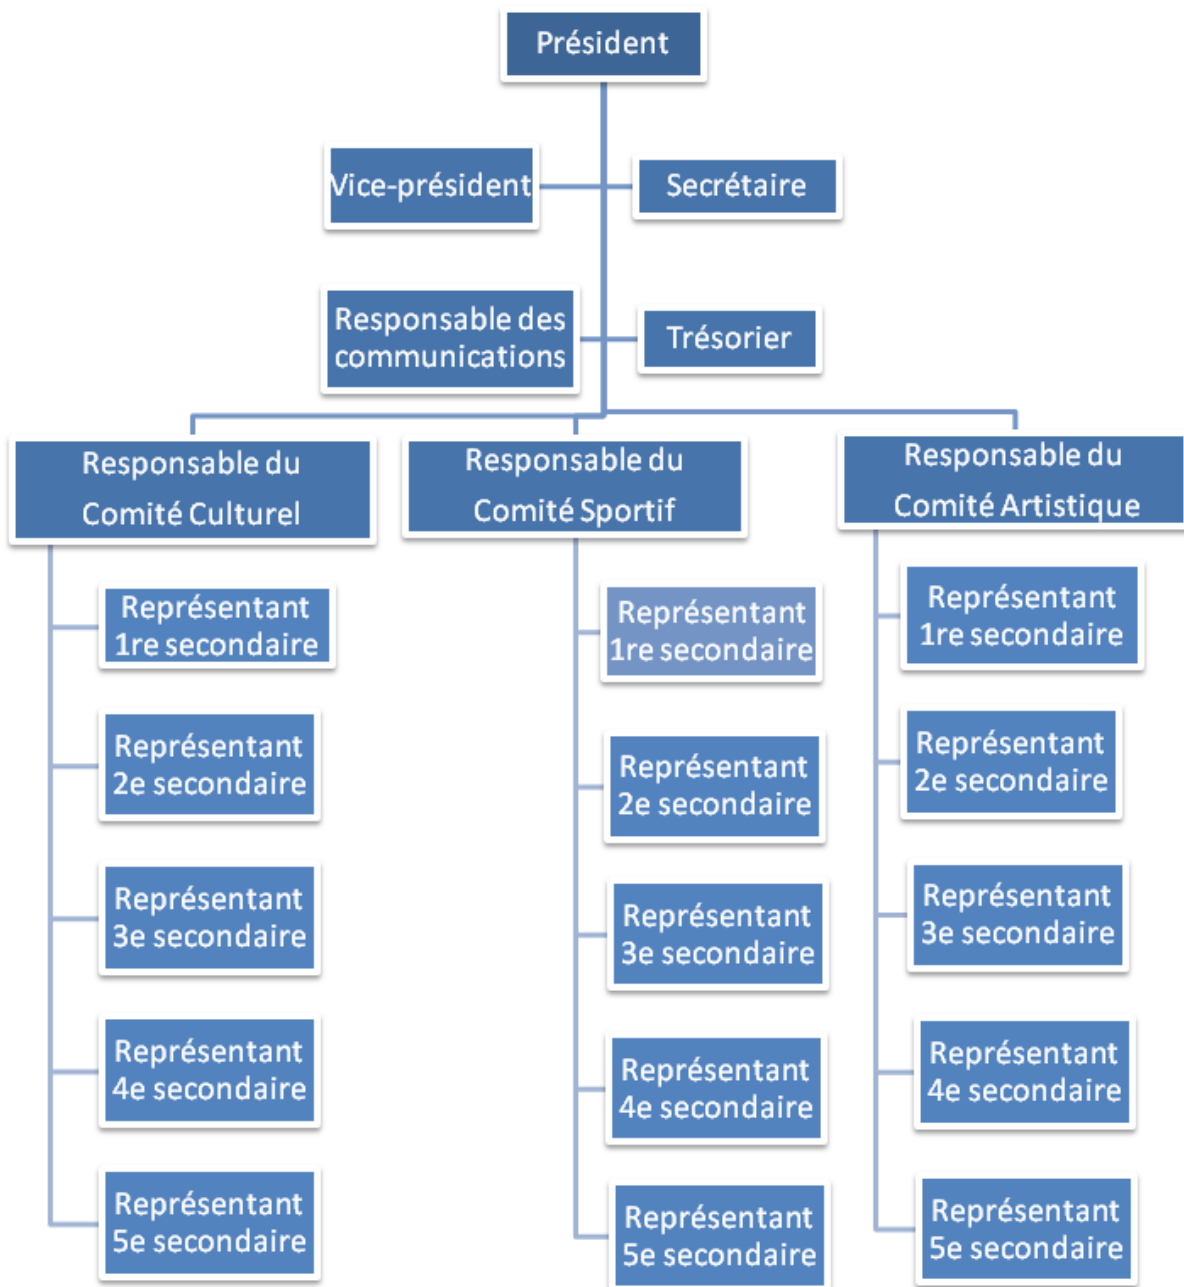 Président
Vice-président
Secrétaire
Responsable des
communications
Trésorier
Responsable du
Comité Culturel
Responsable du
Comité Sportif
Responsable du
Comité Artistique
Représentant
1re secondaire
Représentant
2e secondaire
Représentant
3e secondaire
Représentant
4e secondaire
Représentant
5e secondaire
Représentant
1re secondaire
Représentant
2e secondaire
Représentant
3e secondaire
Représentant
4e secondaire
Représentant
5e secondaire
Représentant
1re secondaire
Représentant
2e secondaire
Représentant
3e secondaire
Représentant
4e secondaire
Représentant
5e secondaire